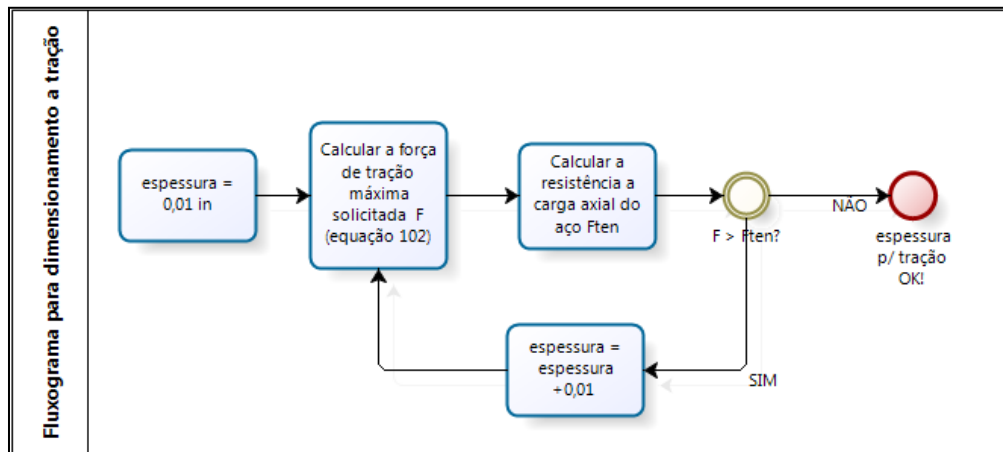 Fluxograma para dimensionamento a tração
espessura =
0,01 in
Calcular a força
de tração
máxima
solicitada F
(equação 102)
Calcular a
resistência a
carga axial do
aço Ften
F > Ften?
NÃO
espessura
p/ tração
OK!
SIM
espessura =
espessura
+0,01